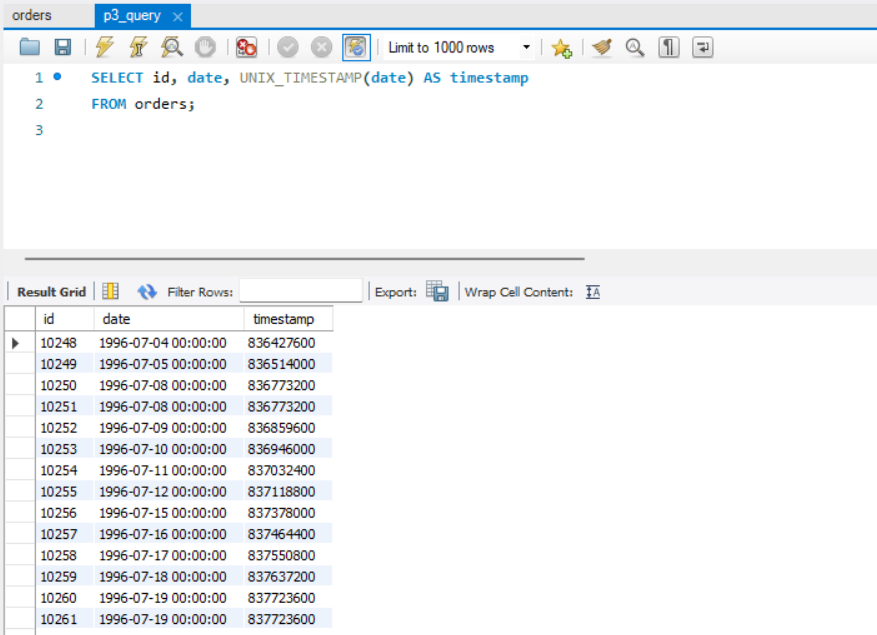 orders p3_query
Limit to 1000 rows
1 SELECT id, date, UNIX_TIMESTAMP(date) AS timestamp
2 FROM orders;
3
Result Grid Filter Rows: Export: Wrap Cell Content:
id date timestamp
10248 1996-07-04 00:00:00 836427600
10249 1996-07-05 00:00:00 836514000
10250 1996-07-08 00:00:00 836773200
10251 1996-07-08 00:00:00 836773200
10252 1996-07-09 00:00:00 836859600
10253 1996-07-10 00:00:00 836946000
10254 1996-07-11 00:00:00 837032400
10255 1996-07-12 00:00:00 837118800
10256 1996-07-15 00:00:00 837378000
10257 1996-07-16 00:00:00 837464400
10258 1996-07-17 00:00:00 837550800
10259 1996-07-18 00:00:00 837637200
10260 1996-07-19 00:00:00 837723600
10261 1996-07-19 00:00:00 837723600